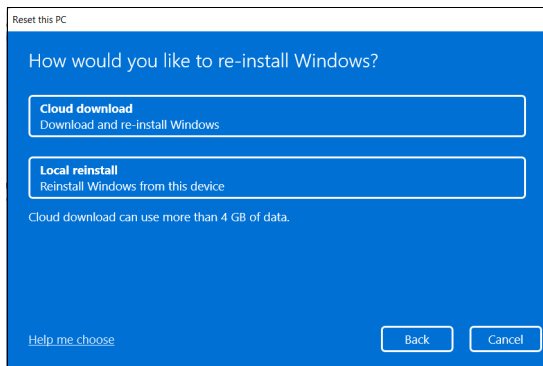 Reset this PC
How would you like to re-install Windows?
Cloud download
Download and re-install Windows
Local reinstall
Reinstall Windows from this device
Cloud download can use more than 4 GB of data.
Help me choose
Back
Cancel